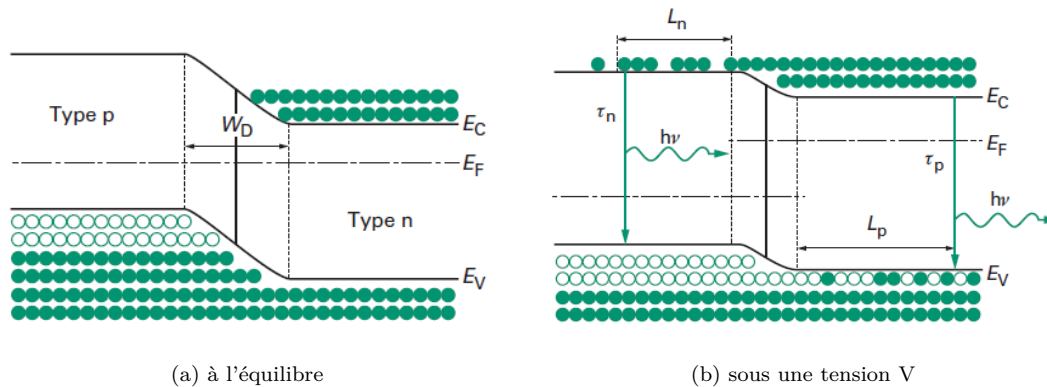 Type p
W_D
E_C
E_F
Type n
E_V
(a) à l'équilibre
L_n
τ_n
hν
E_C
E_F
τ_p
hν
L_p
E_V
(b) sous une tension V